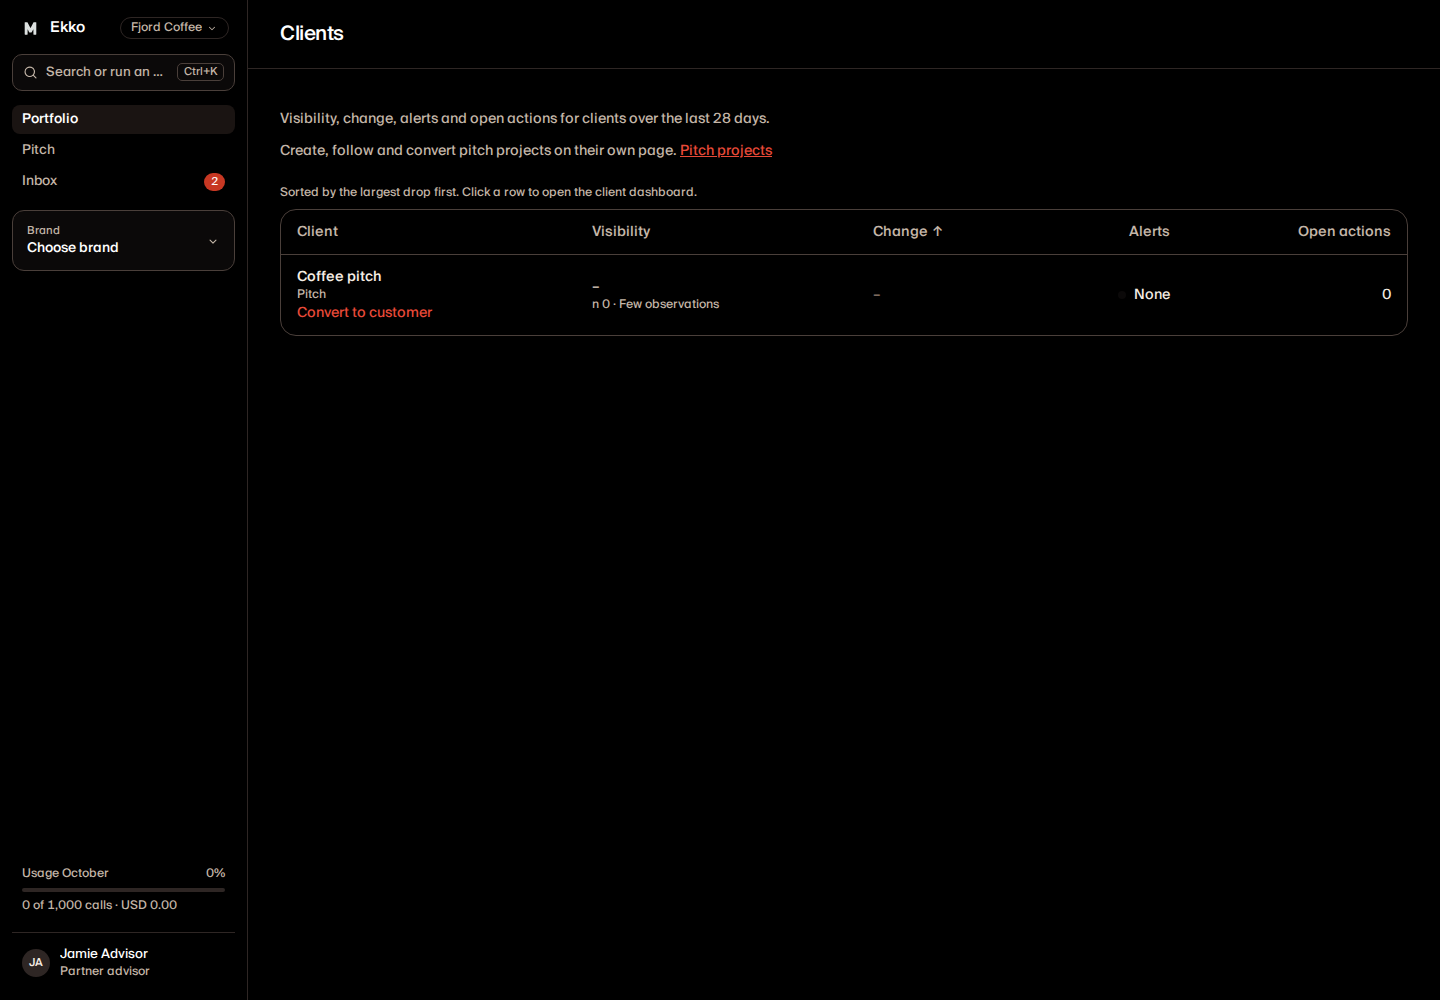 Ekko
Fjord Coffee
Search or run an ...
Ctrl+K
Portfolio
Pitch
Inbox
2
Brand
Choose brand
Usage October
0%
0 of 1,000 calls · USD 0.00
JA
Jamie Advisor
Partner advisor
Clients
Visibility, change, alerts and open actions for clients over the last 28 days.
Create, follow and convert pitch projects on their own page. Pitch projects
Sorted by the largest drop first. Click a row to open the client dashboard.
Client
Visibility
Change ↑
Alerts
Open actions
Coffee pitch
Pitch
Convert to customer
–
n 0 · Few observations
–
None
0